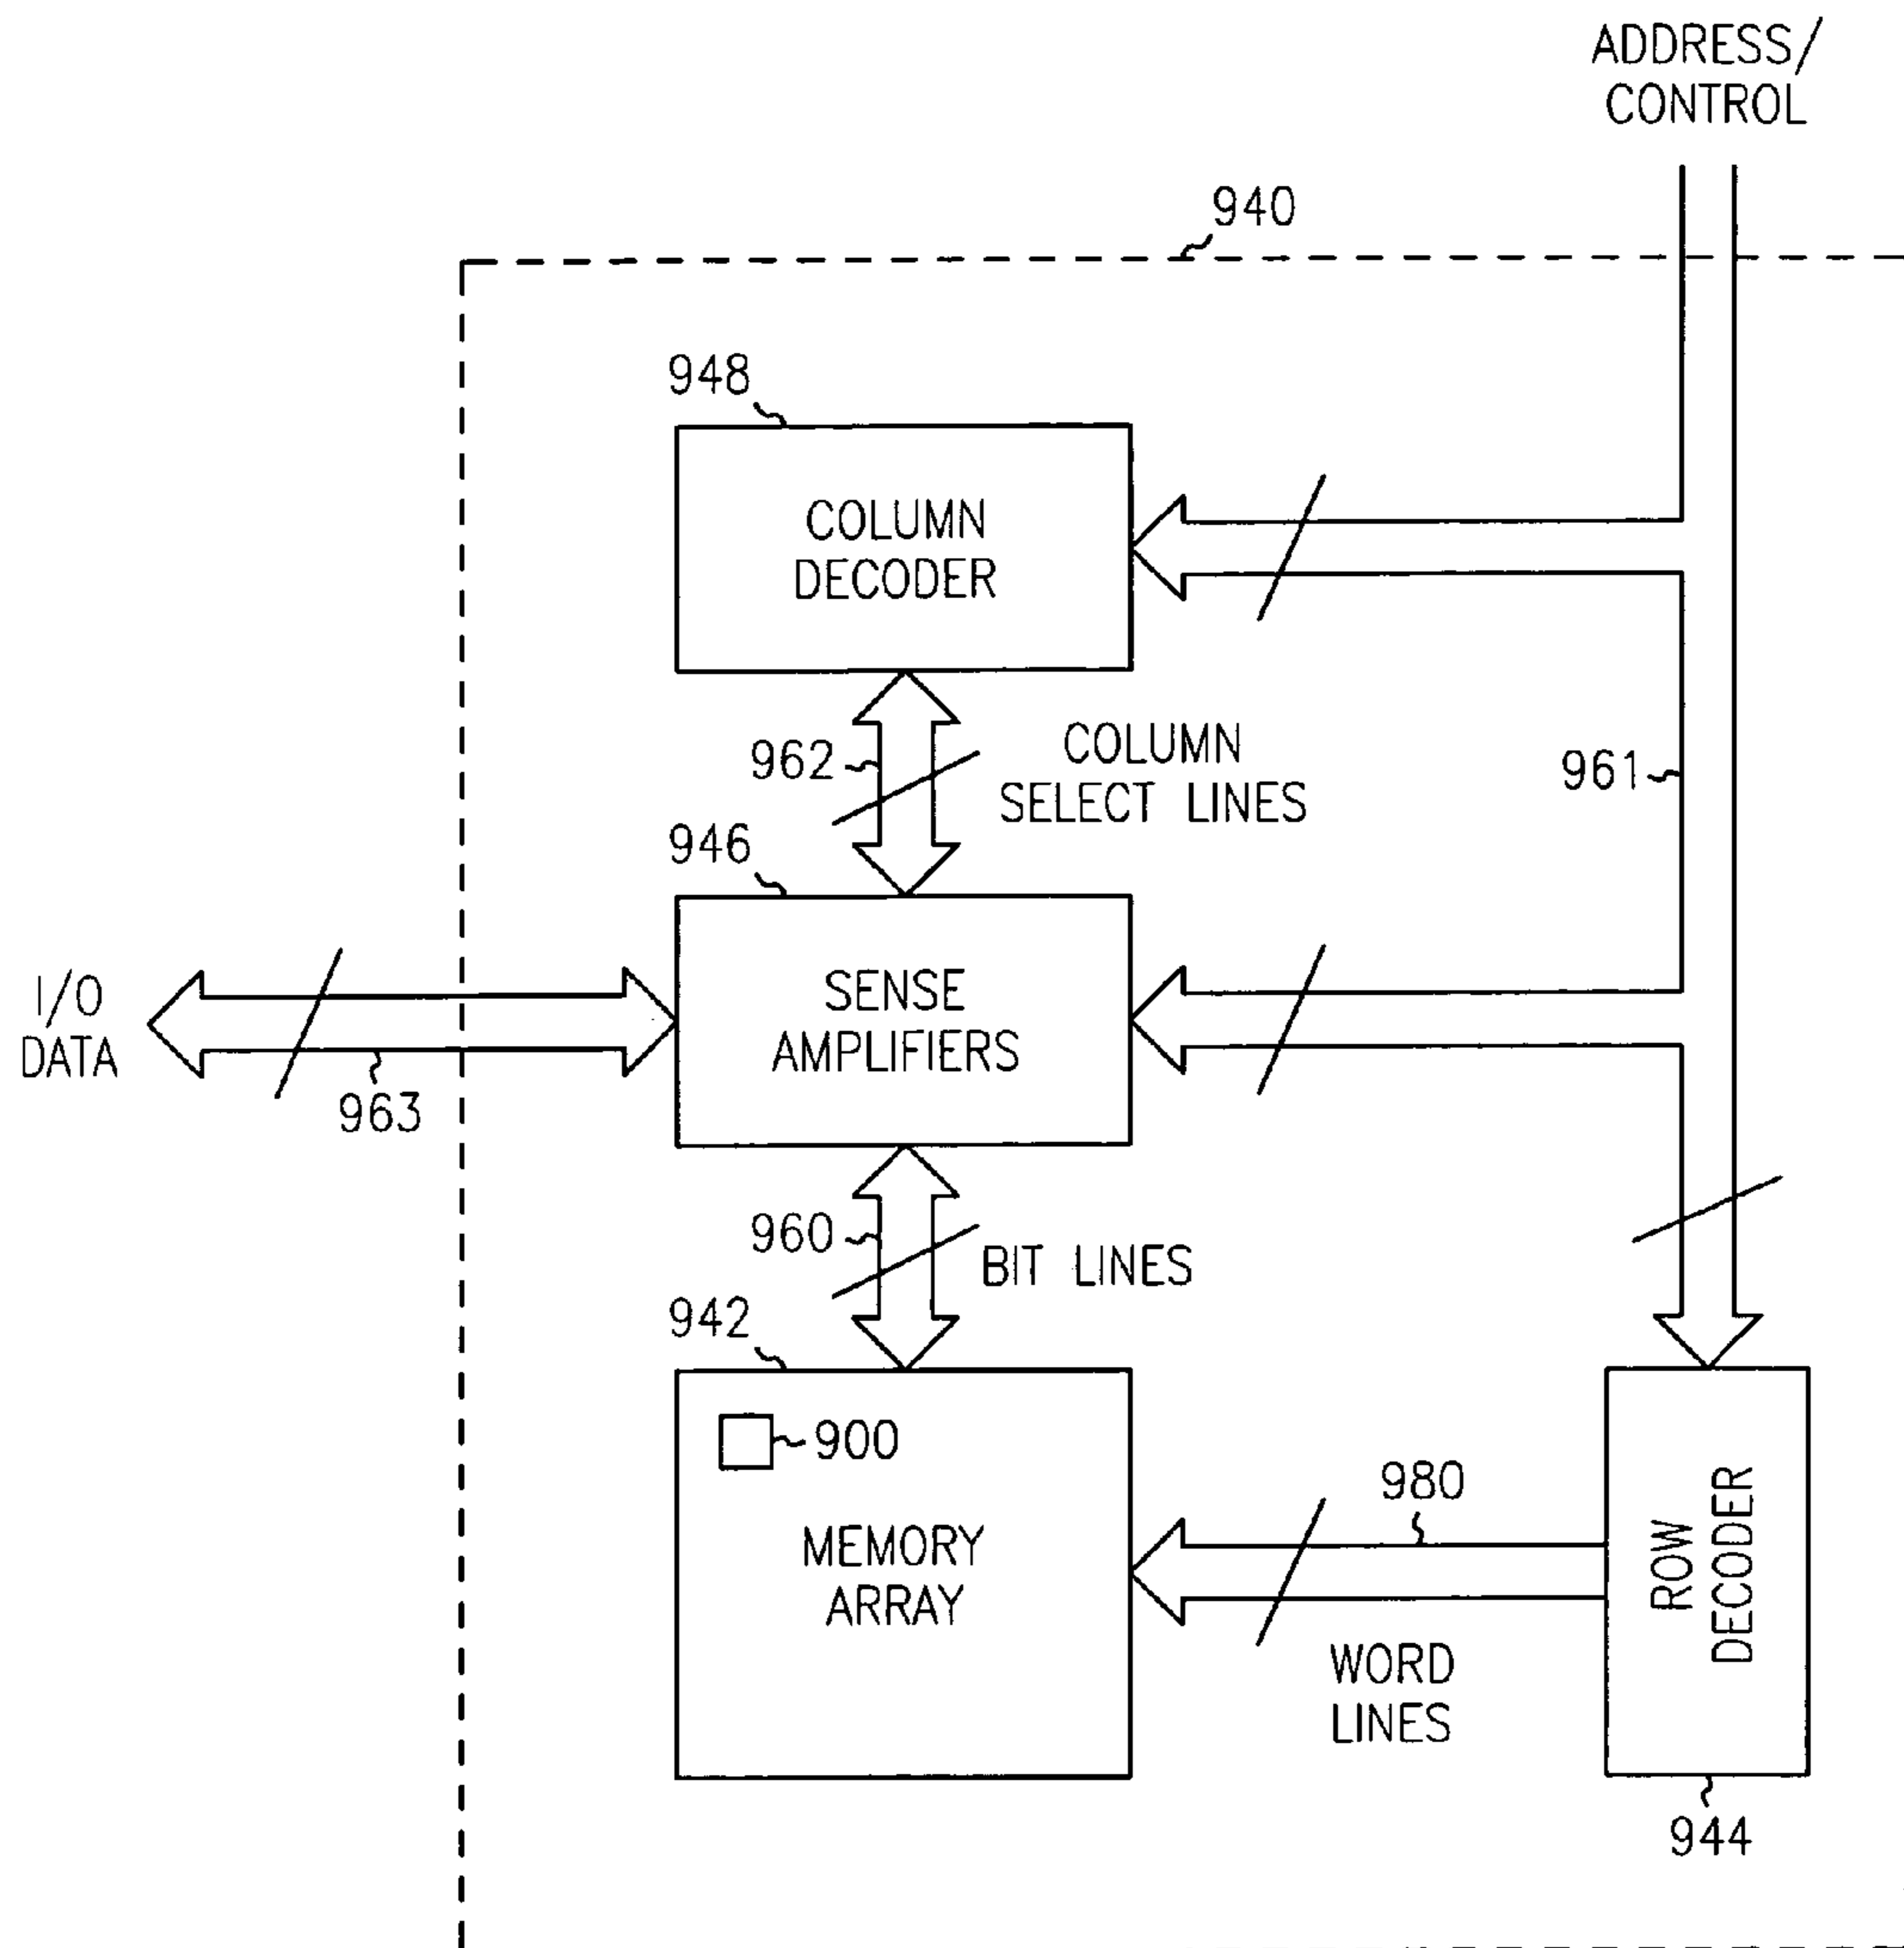 ADDRESS/
CONTROL
940
948
COLUMN
DECODER
962
COLUMN
SELECT LINES
961
946
I/O
DATA
SENSE
AMPLIFIERS
963
960
BIT LINES
942
900
MEMORY
ARRAY
980
WORD
LINES
ROW
DECODER
944